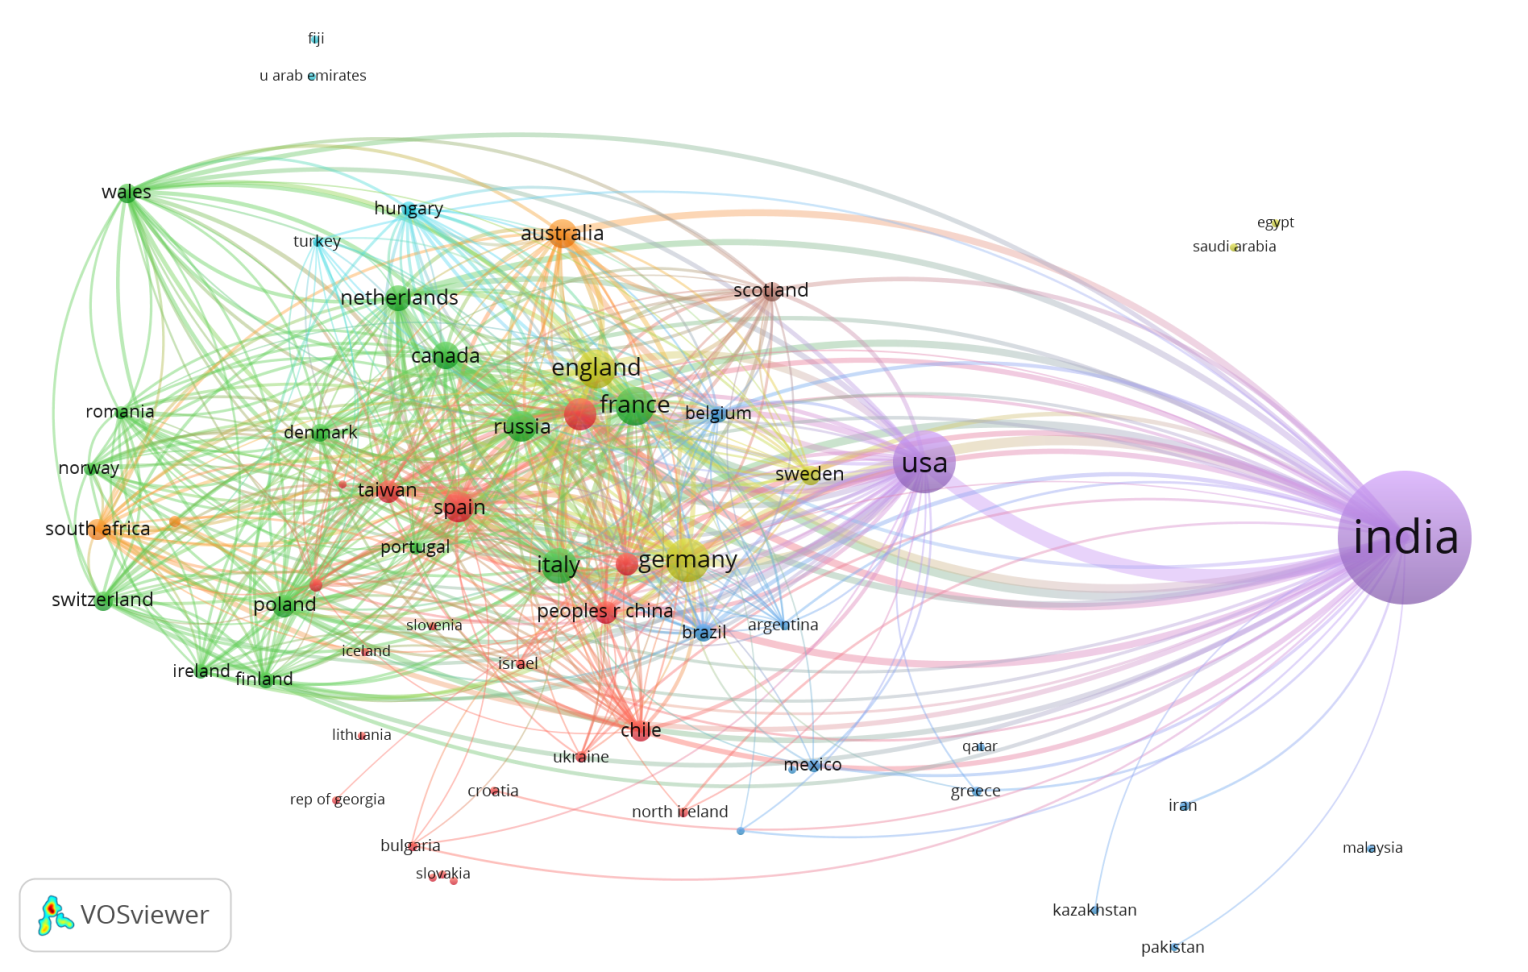 fiji
u arab emirates
wales
hungary
egypt
australia
turkey
saudi arabia
scotland
netherlands
canada
england
france
romania
belgium
russia
denmark
usa
norway
sweden
taiwan
spain
south africa
india
portugal
germany
italy
switzerland
poland
peoples r china
slovenia
argentina
brazil
iceland
israel
ireland
finland
chile
lithuania
qatar
ukraine
mexico
croatia
greece
rep of georgia
iran
north ireland
bulgaria
malaysia
slovakia
kazakhstan
VOSviewer
pakistan